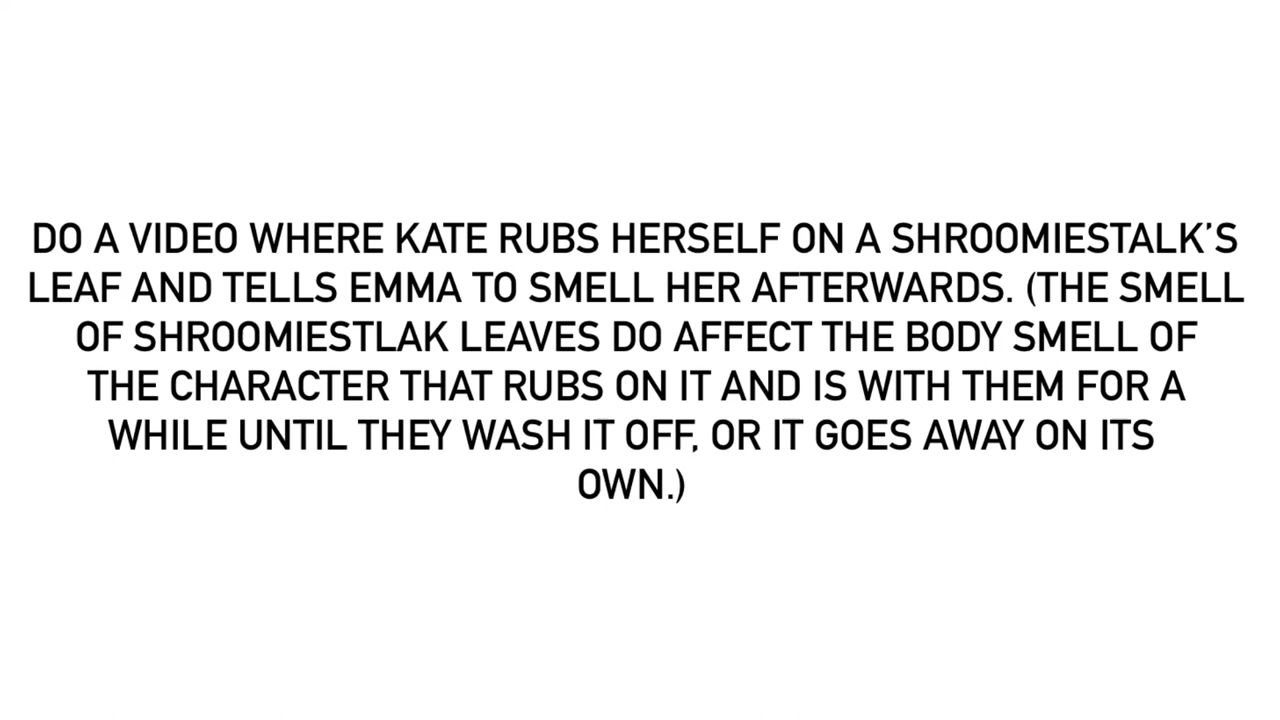 DO A VIDEO WHERE KATE RUBS HERSELF ON A SHROOMIESTALK’S
LEAF AND TELLS EMMA TO SMELL HER AFTERWARDS. (THE SMELL
OF SHROOMIESTLAK LEAVES DO AFFECT THE BODY SMELL OF
THE CHARACTER THAT RUBS ON IT AND IS WITH THEM FOR A
WHILE UNTIL THEY WASH IT OFF, OR IT GOES AWAY ON ITS
OWN.)